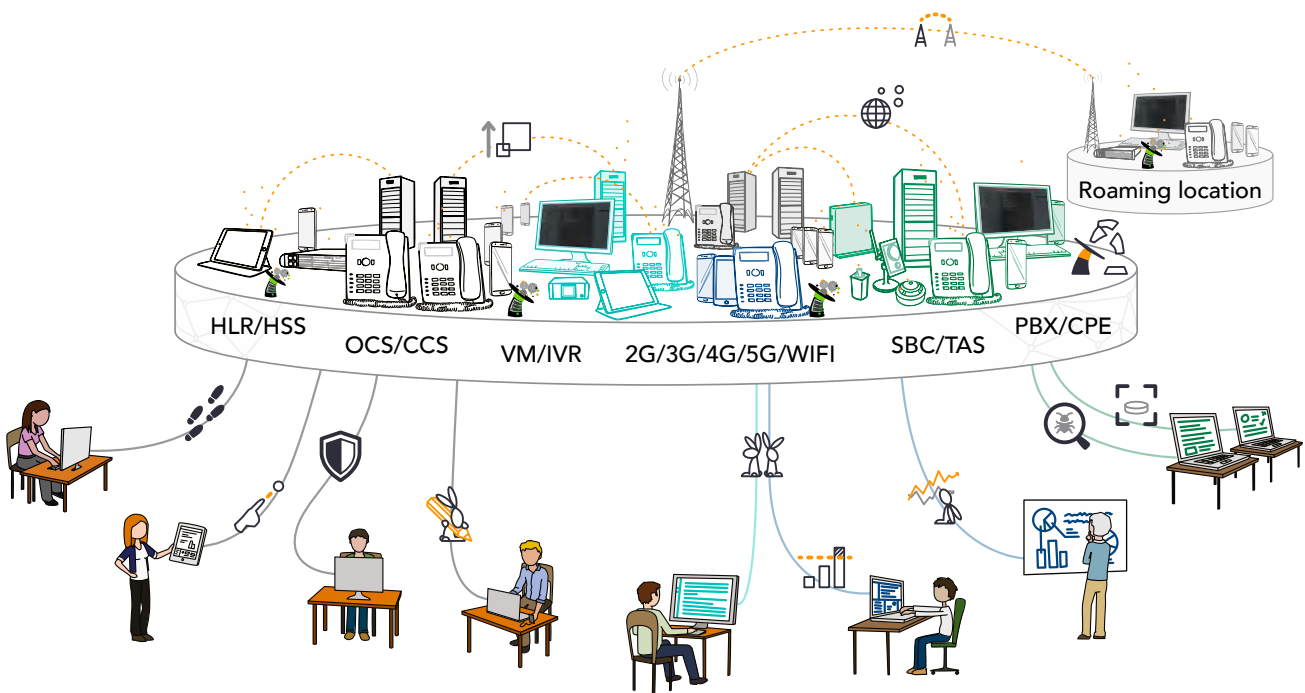 Roaming location
HLR/HSS
OCS/CCS
VM/IVR
2G/3G/4G/5G/WIFI
SBC/TAS
PBX/CPE